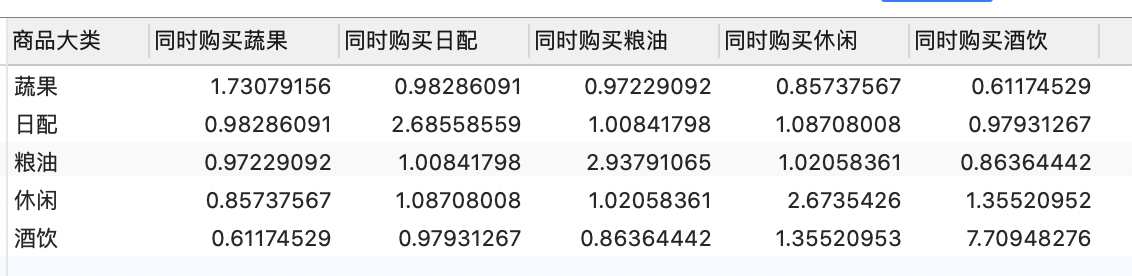 商品大类 同时购买蔬果 同时购买日配 同时购买粮油 同时购买休闲 同时购买酒饮
蔬果 1.73079156 0.98286091 0.97229092 0.85737567 0.61174529
日配 0.98286091 2.68558559 1.00841798 1.08708008 0.97931267
粮油 0.97229092 1.00841798 2.93791065 1.02058361 0.86364442
休闲 0.85737567 1.08708008 1.02058361 2.6735426 1.35520952
酒饮 0.61174529 0.97931267 0.86364442 1.35520953 7.70948276